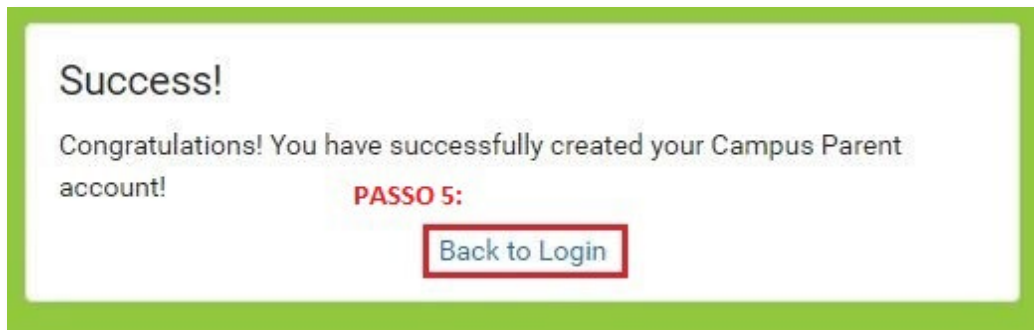 Success!
Congratulations! You have successfully created your Campus Parent
account!
PASSO 5:
Back to Login